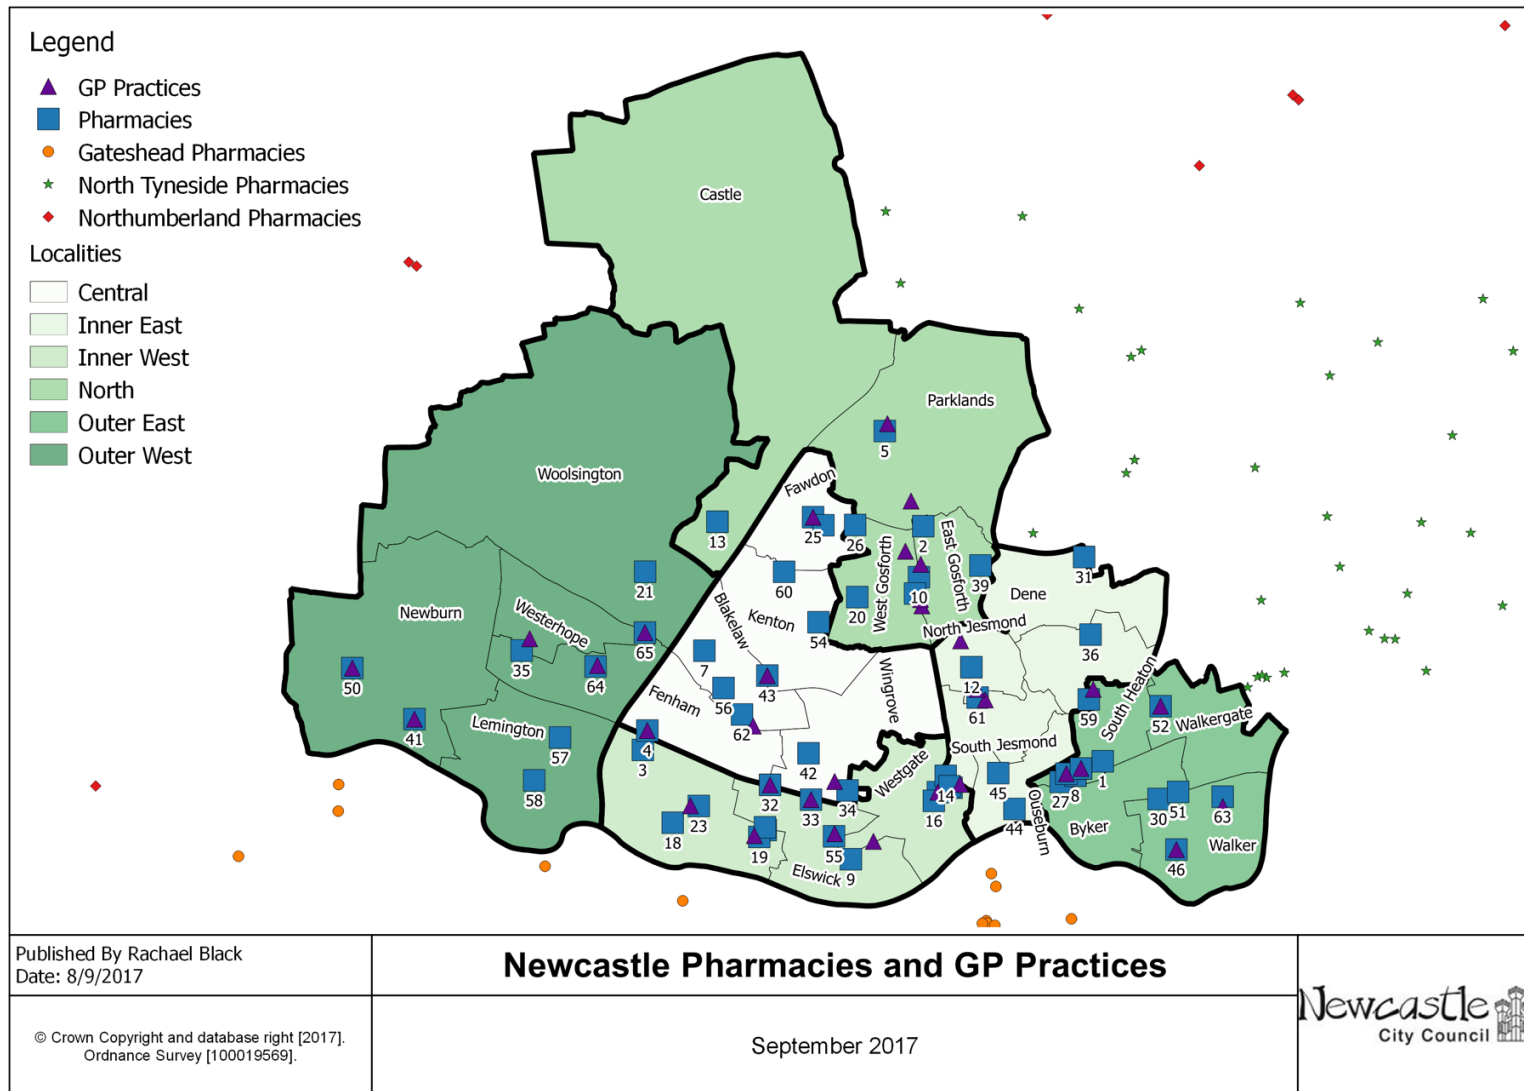 Legend
GP Practices
Pharmacies
Gateshead Pharmacies
North Tyneside Pharmacies
Northumberland Pharmacies
Localities
Central
Inner East
Inner West
North
Outer East
Outer West
Castle
Parklands
5
Woolsington
Fawdon
13
25
26
2
West Gosforth
East Gosforth
39
31
21
60
20
10
Dene
Newburn
Westerhope
Blakelaw
Kenton
54
North Jesmond
36
35
65
64
50
7
43
Wingrove
12
South Heaton
56
Fenham
62
61
59
52
Walkergate
41
Lemington
57
4
3
42
South Jesmond
Westgate
1
58
32
33
34
14
16
45
44
Ouseburn
27
8
30
51
63
18
23
19
55
9
Elswick
Byker
Walker
46
Published By Rachael Black
Date: 8/9/2017
Newcastle Pharmacies and GP Practices
© Crown Copyright and database right [2017].
Ordnance Survey [100019569].
September 2017
Newcastle
City Council